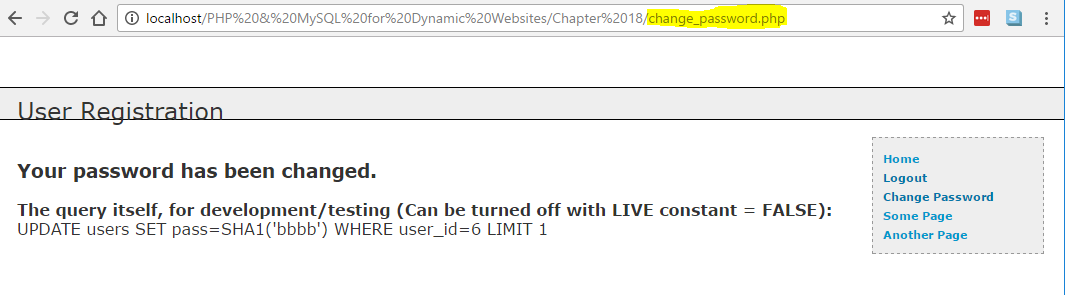 localhost/PHP%20&%20MySQL%20for%20Dynamic%20Websites/Chapter%2018/change_password.php
User Registration
Your password has been changed.
The query itself, for development/testing (Can be turned off with LIVE constant = FALSE):
UPDATE users SET pass=SHA1('bbbb') WHERE user_id=6 LIMIT 1
Home
Logout
Change Password
Some Page
Another Page